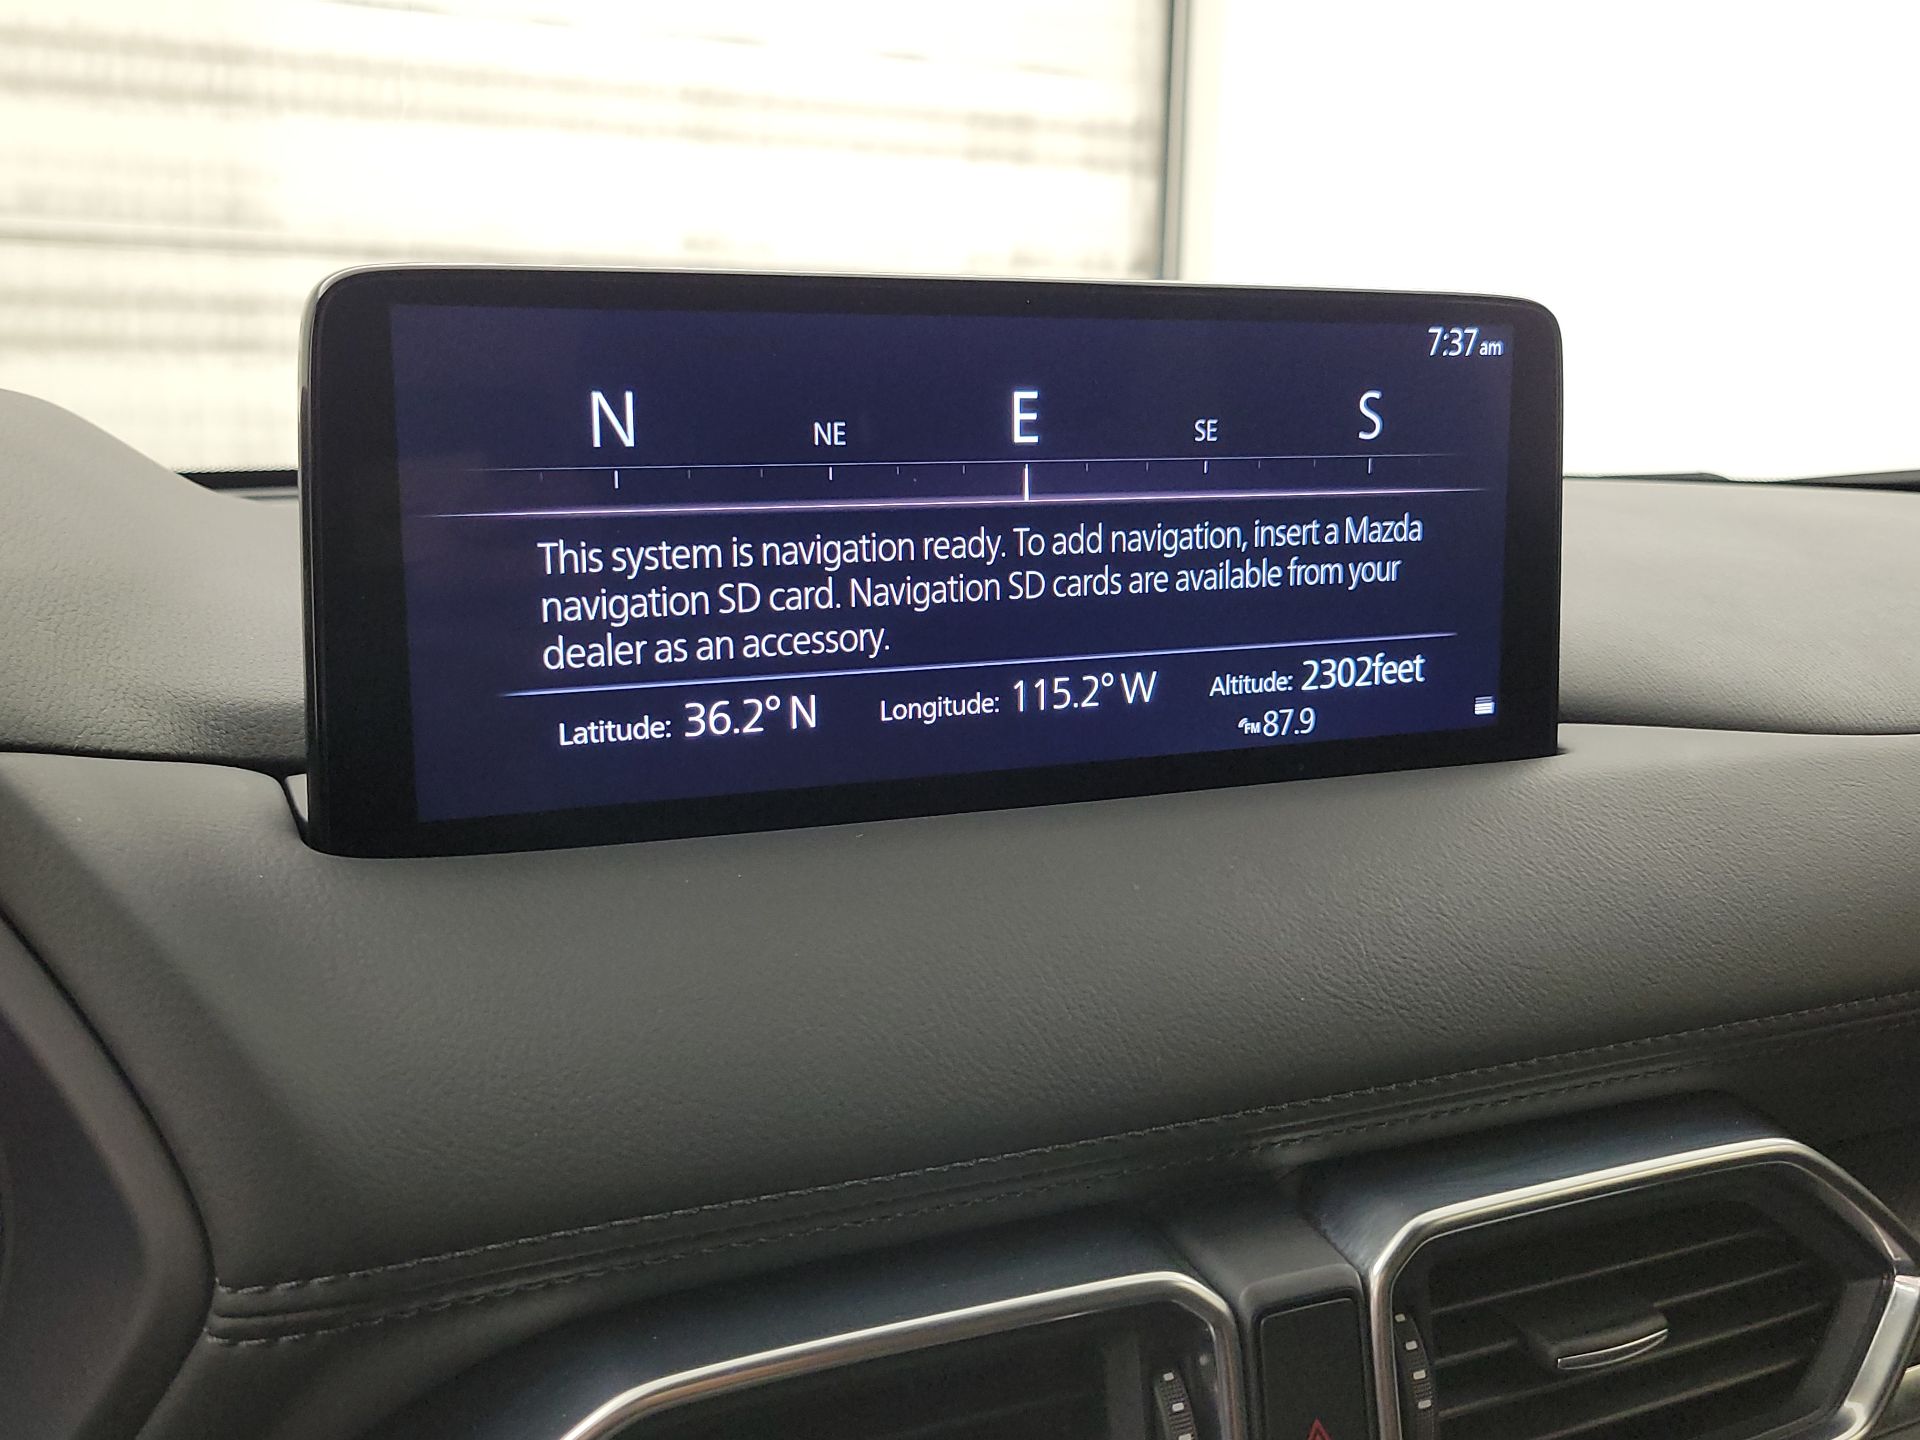 7:37 am
N NE E SE S
This system is navigation ready. To add navigation, insert a Mazda
navigation SD card. Navigation SD cards are available from your
dealer as an accessory.
Latitude: 36.2° N Longitude: 115.2° W Altitude: 2302feet
FM 87.9